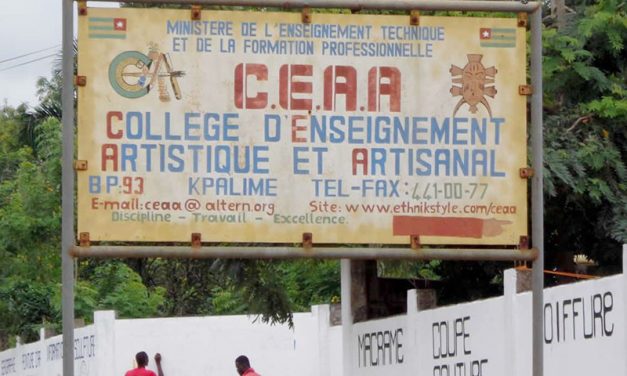 MINISTERE DE L'ENSEIGNEMENT TECHNIQUE
ET DE LA FORMATION PROFESSIONNELLE
C.E.A.A
COLLEGE D'ENSEIGNEMENT
ARTISTIQUE ET ARTISANAL
BP:93 KPALIME TEL-FAX: 441-00-77
E-mail:ceaa@altern.org Site: www.ethnikstyle.com/ceaa
Discipline - Travail - Excellence.
MACRAME
COUPE
COUTURE
COIFFURE